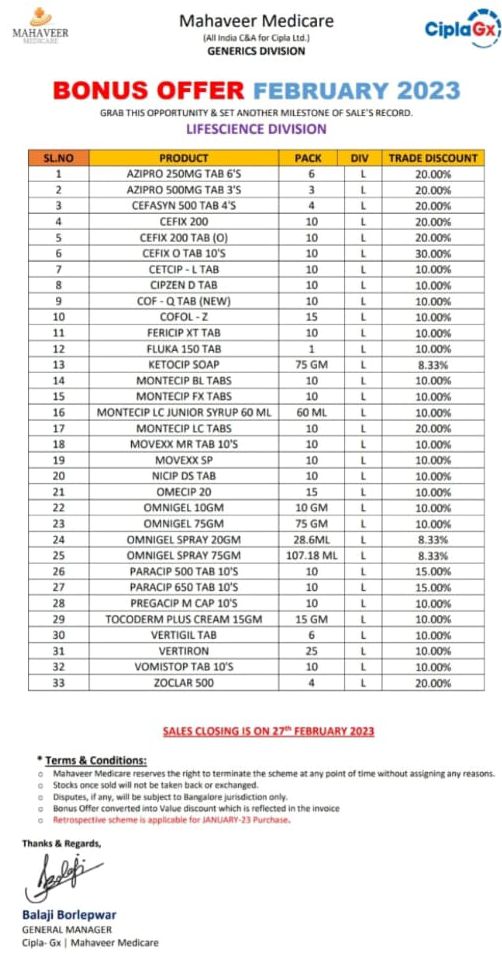 MAHAVEER
MEDICARE
Mahaveer Medicare
(All India C&A for Cipla Ltd.)
GENERICS DIVISION
CiplaGx
BONUS OFFER FEBRUARY 2023
GRAB THIS OPPORTUNITY & SET ANOTHER MILESTONE OF SALE'S RECORD.
LIFESCIENCE DIVISION
SL.NO PRODUCT PACK DIV TRADE DISCOUNT
1 AZIPRO 250MG TAB 6'S 6 L 20.00%
2 AZIPRO 500MG TAB 3'S 3 L 20.00%
3 CEFASYN 500 TAB 4'S 4 L 20.00%
4 CEFIX 200 10 L 20.00%
5 CEFIX 200 TAB (O) 10 L 20.00%
6 CEFIX O TAB 10'S 10 L 30.00%
7 CETCIP - L TAB 10 L 10.00%
8 CIPZEN D TAB 10 L 10.00%
9 COF - Q TAB (NEW) 10 L 10.00%
10 COFOL - Z 15 L 10.00%
11 FERICIP XT TAB 10 L 10.00%
12 FLUKA 150 TAB 1 L 10.00%
13 KETOCIP SOAP 75 GM L 8.33%
14 MONTECIP BL TABS 10 L 10.00%
15 MONTECIP FX TABS 10 L 10.00%
16 MONTECIP LC JUNIOR SYRUP 60 ML 60 ML L 10.00%
17 MONTECIP LC TABS 10 L 20.00%
18 MOVEXX MR TAB 10'S 10 L 10.00%
19 MOVEXX SP 10 L 10.00%
20 NICIP DS TAB 10 L 10.00%
21 OMECIP 20 15 L 10.00%
22 OMNIGEL 10GM 10 GM L 10.00%
23 OMNIGEL 75GM 75 GM L 10.00%
24 OMNIGEL SPRAY 20GM 28.6ML L 8.33%
25 OMNIGEL SPRAY 75GM 107.18 ML L 8.33%
26 PARACIP 500 TAB 10'S 10 L 15.00%
27 PARACIP 650 TAB 10'S 10 L 15.00%
28 PREGACIP M CAP 10'S 10 L 10.00%
29 TOCODERM PLUS CREAM 15GM 15 GM L 10.00%
30 VERTIGIL TAB 6 L 10.00%
31 VERTIRON 25 L 10.00%
32 VOMISTOP TAB 10'S 10 L 10.00%
33 ZOCLAR 500 4 L 20.00%
SALES CLOSING IS ON 27th FEBRUARY 2023
* Terms & Conditions:
o Mahaveer Medicare reserves the right to terminate the scheme at any point of time without assigning any reasons.
o Stocks once sold will not be taken back or exchanged.
o Disputes, if any, will be subject to Bangalore jurisdiction only.
o Bonus Offer converted into Value discount which is reflected in the invoice
o Retrospective scheme is applicable for JANUARY-23 Purchase.
Thanks & Regards,
Balaji Borlepwar
GENERAL MANAGER
Cipla- Gx | Mahaveer Medicare